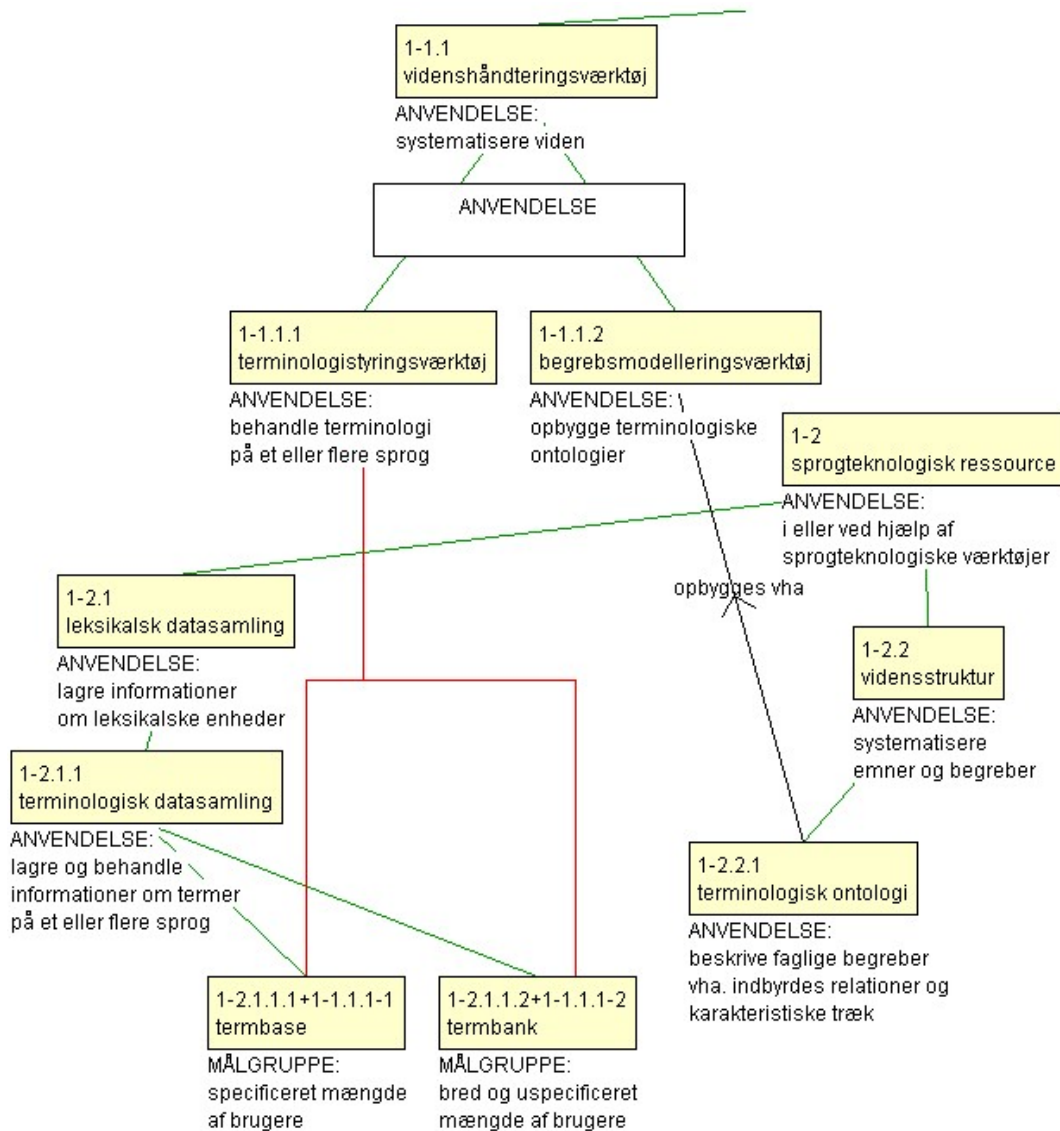 1-1.1
videnshåndteringsværktøj
ANVENDELSE:
systematisere viden
ANVENDELSE
1-1.1.1
terminologistyringsværktøj
ANVENDELSE:
behandle terminologi
på et eller flere sprog
1-1.1.2
begrebsmodelleringsværktøj
ANVENDELSE:
opbygge terminologiske
ontologier
1-2
sprogteknologisk ressource
ANVENDELSE:
i eller ved hjælp af
sprogteknologiske værktøjer
opbygges vha
1-2.1
leksikalsk datasamling
ANVENDELSE:
lagre informationer
om leksikalske enheder
1-2.2
vidensstruktur
ANVENDELSE:
systematisere
emner og begreber
1-2.1.1
terminologisk datasamling
ANVENDELSE:
lagre og behandle
informationer om termer
på et eller flere sprog
1-2.2.1
terminologisk ontologi
ANVENDELSE:
beskrive faglige begreber
vha. indbyrdes relationer og
karakteristiske træk
1-2.1.1.1+1-1.1.1-1
termbase
MÅLGRUPPE:
specificeret mængde
af brugere
1-2.1.1.2+1-1.1.1-2
termbank
MÅLGRUPPE:
bred og uspecificeret
mængde af brugere